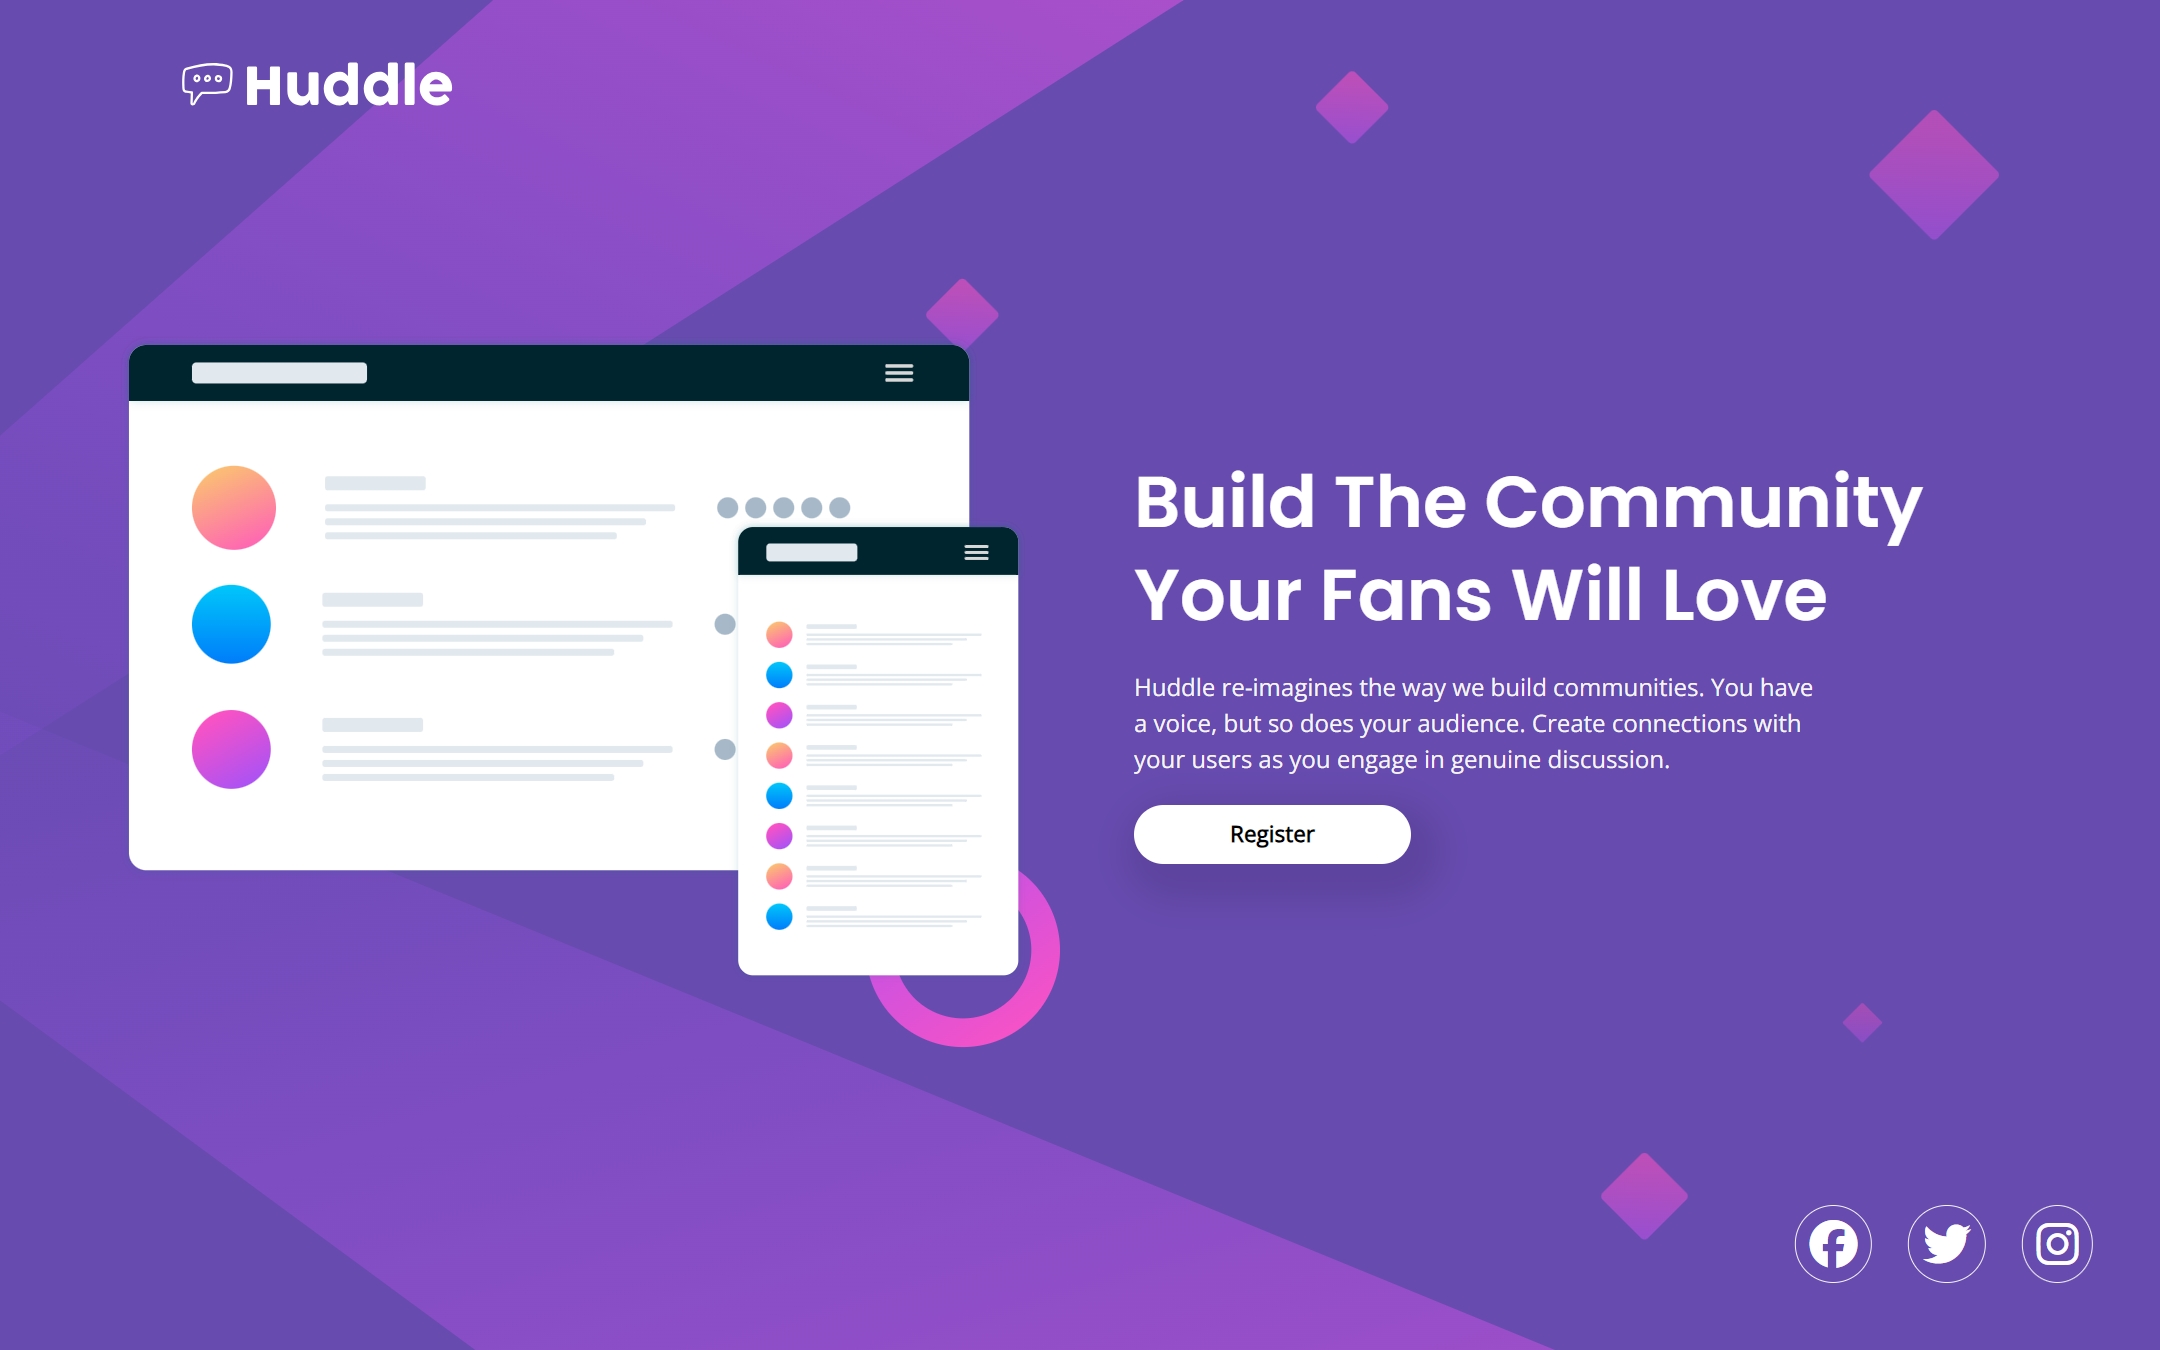 Huddle
Build The Community
Your Fans Will Love
Huddle re-imagines the way we build communities. You have
a voice, but so does your audience. Create connections with
your users as you engage in genuine discussion.
Register